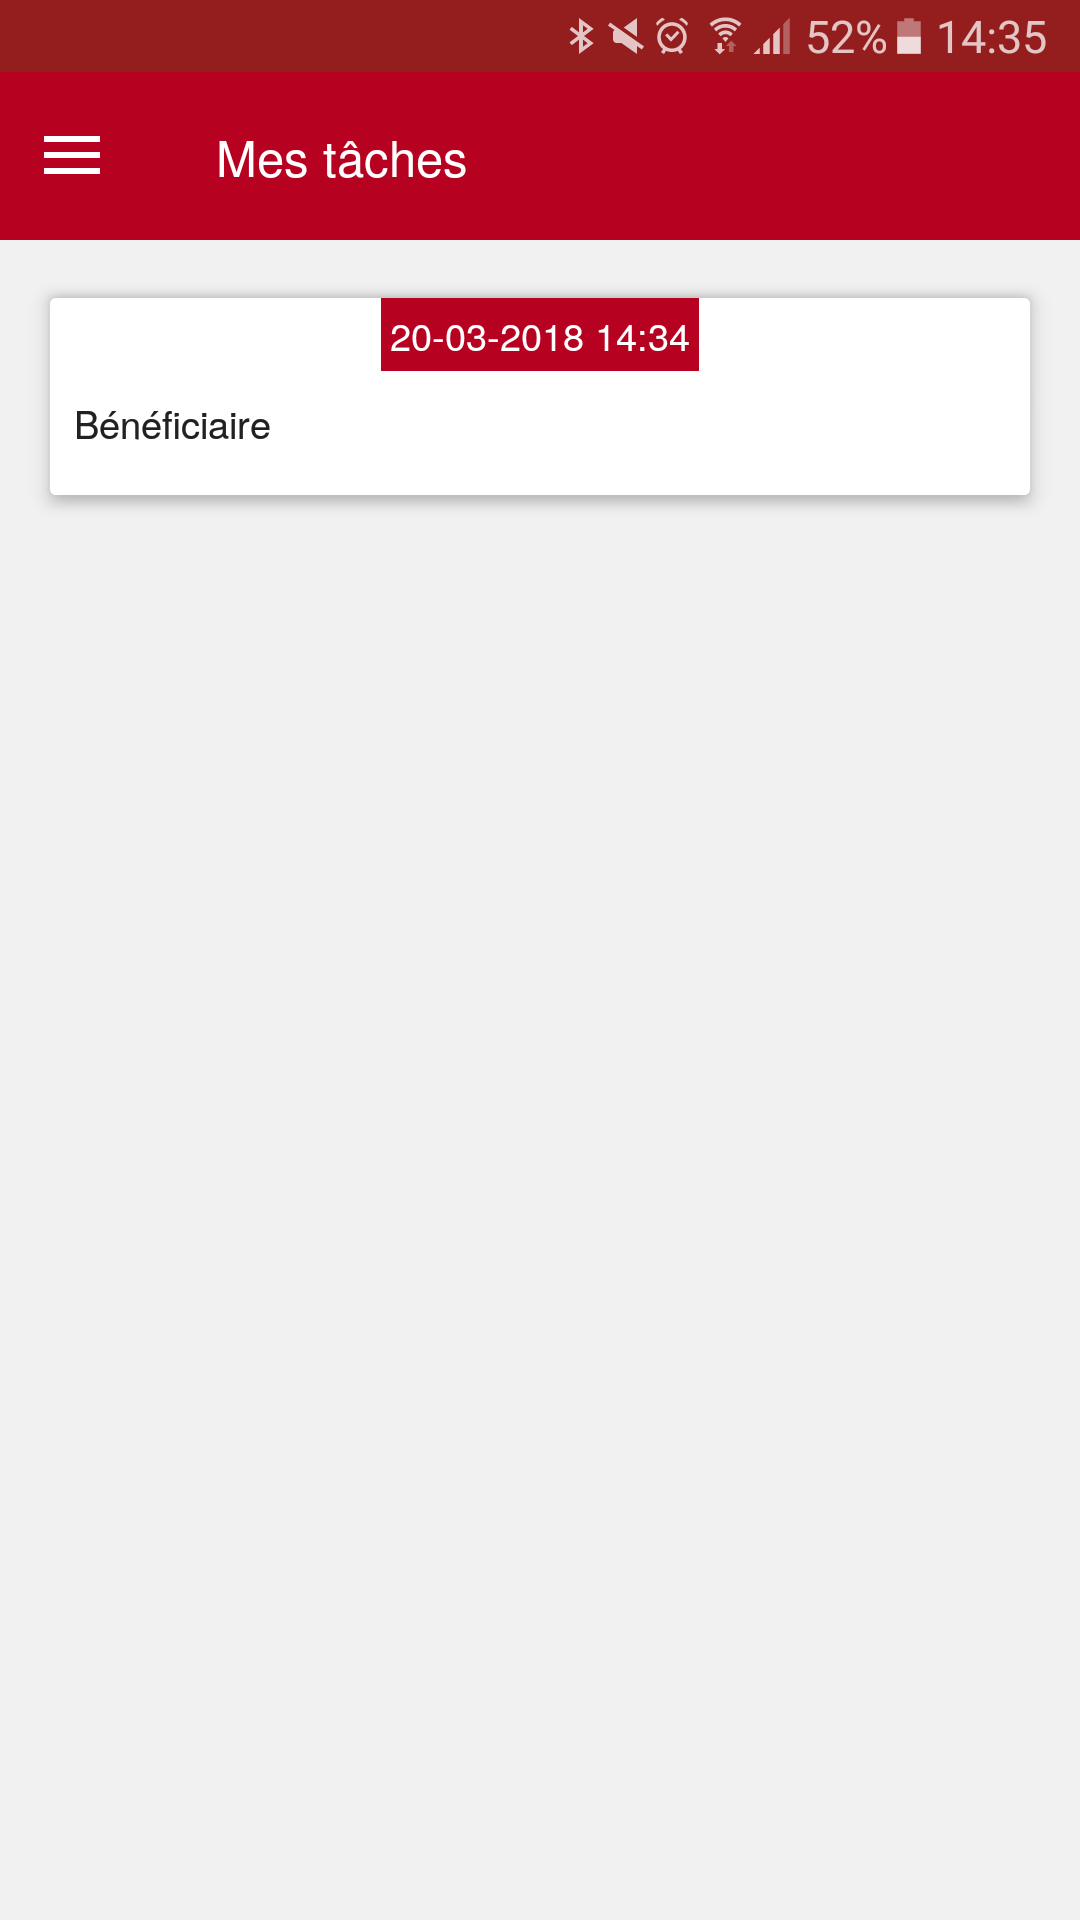 52% 14:35
Mes tâches
20-03-2018 14:34
Bénéficiaire